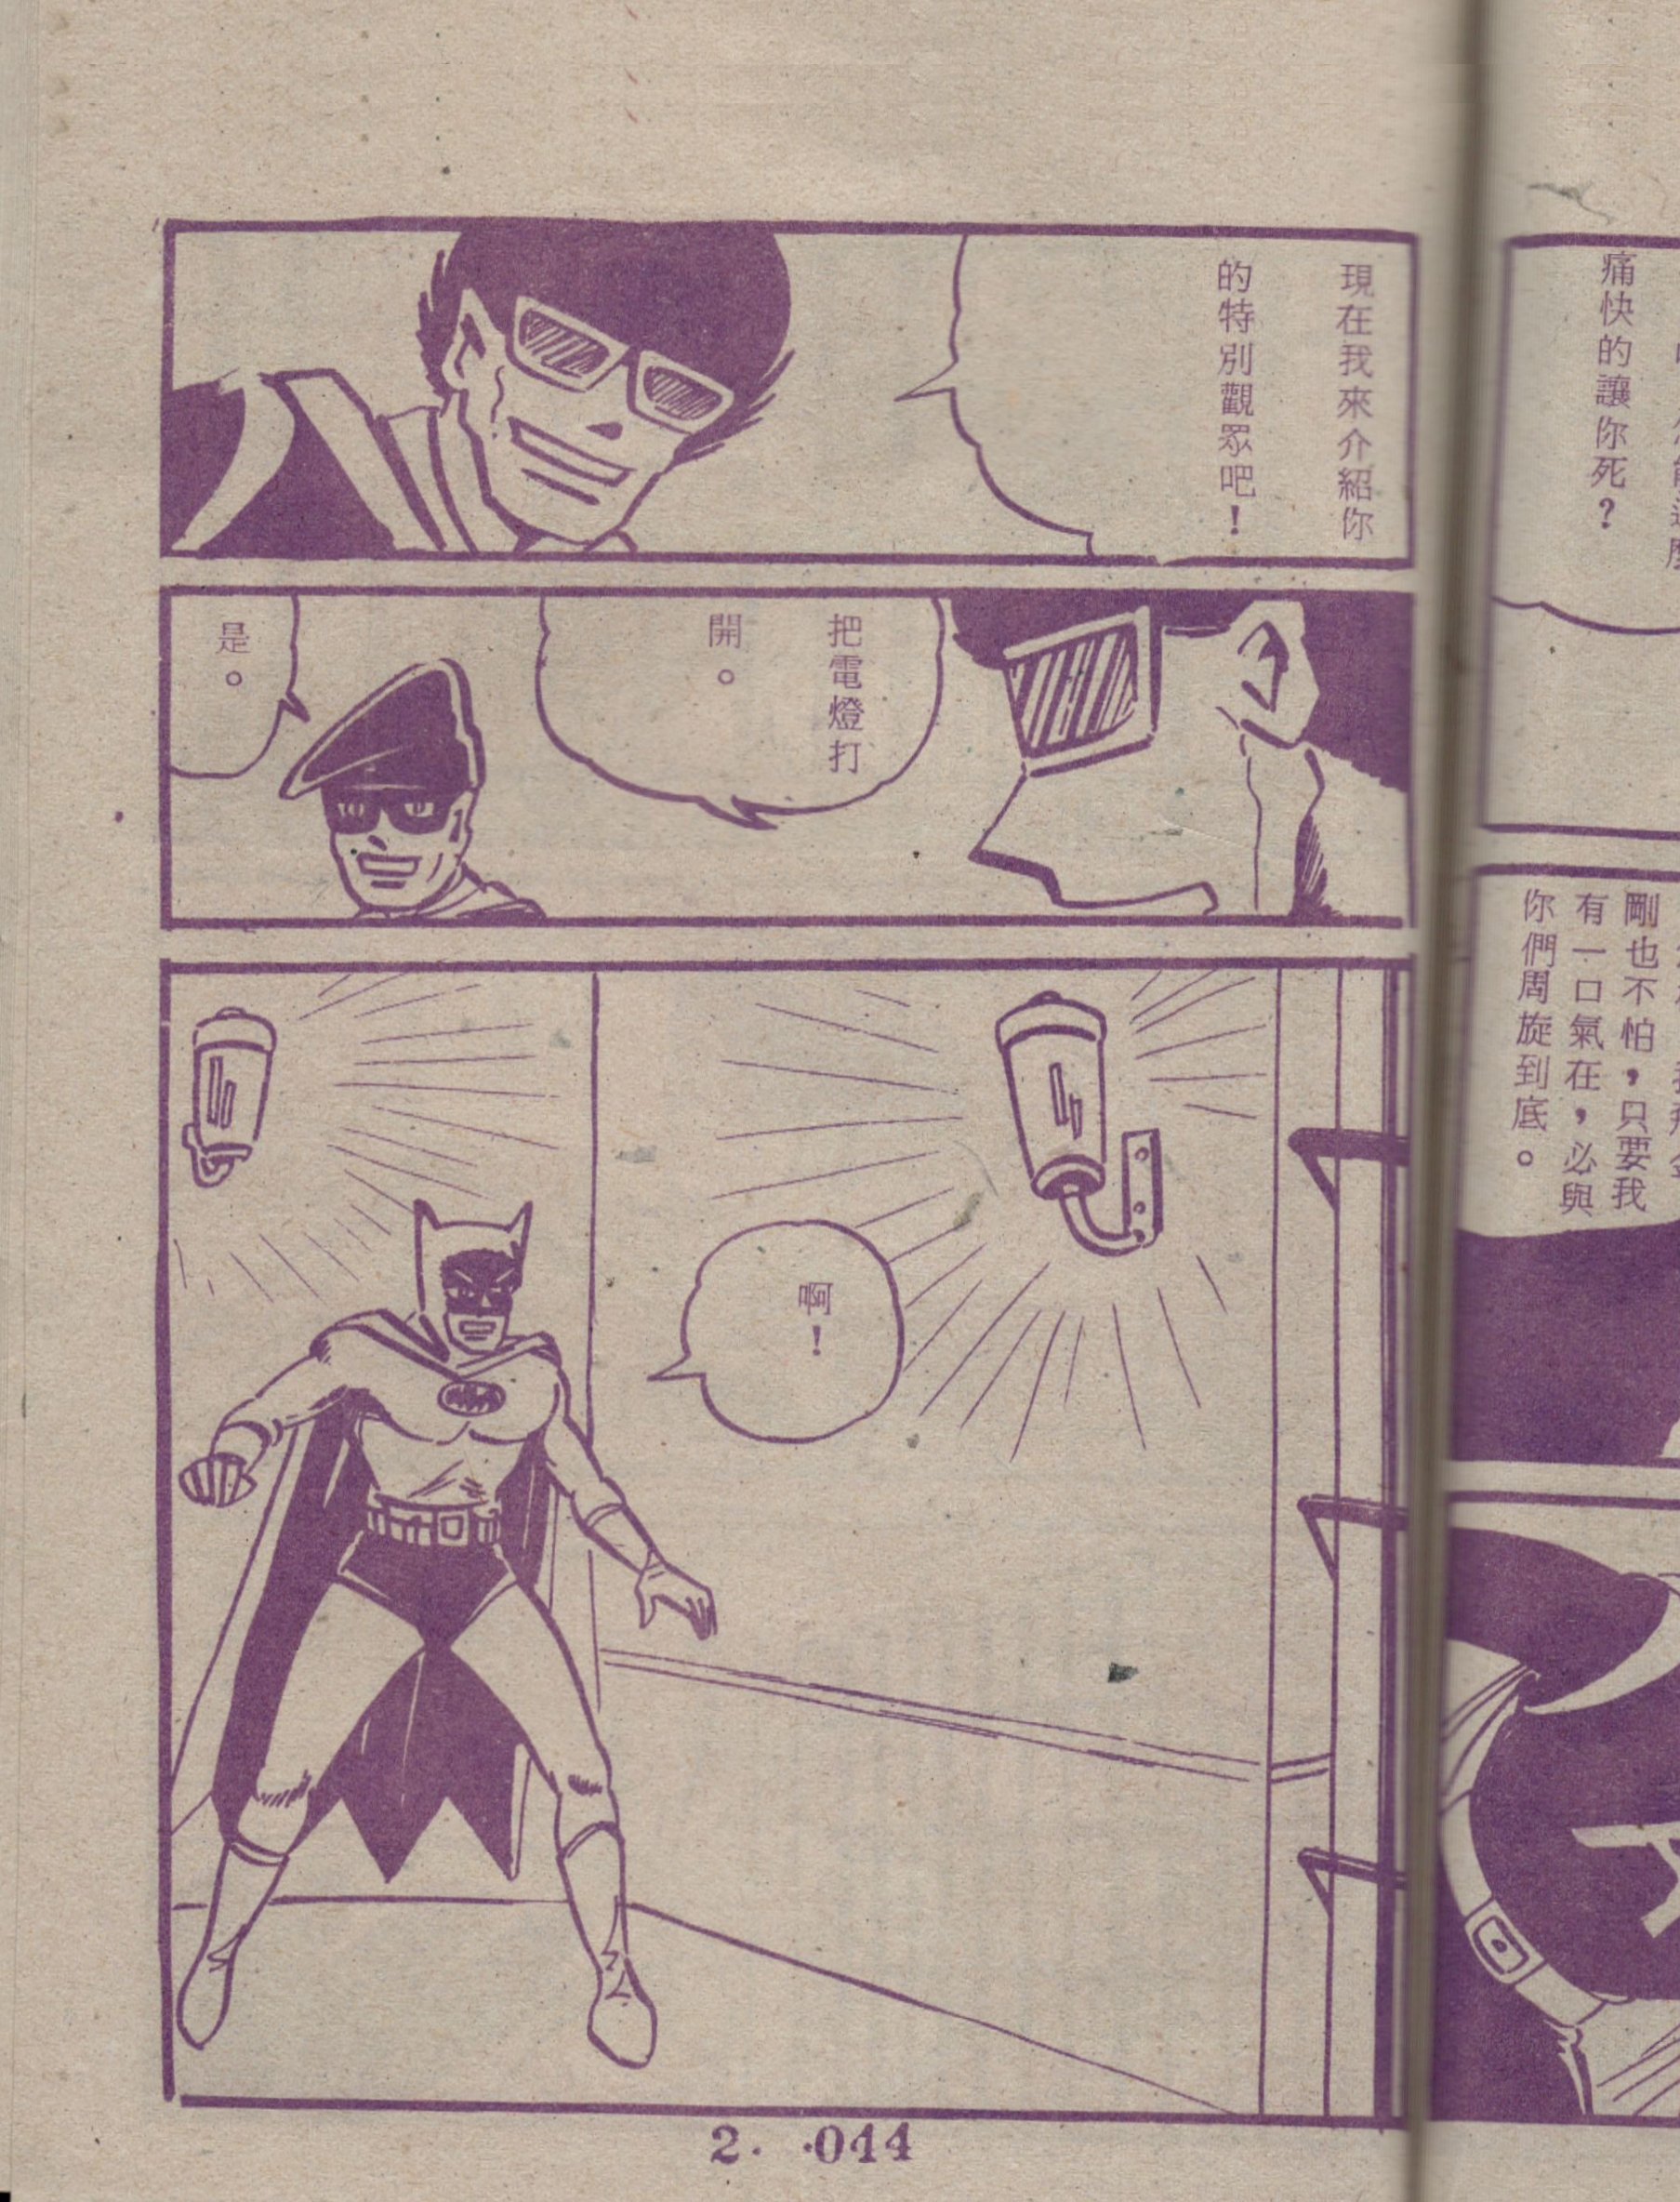 痛快的讓你死？
剛也不怕，只要我
有一口氣在，必與
你們周旋到底。
現在我來介紹你
的特別觀眾吧！
把電燈打
開。
是。
啊！
2. ·044